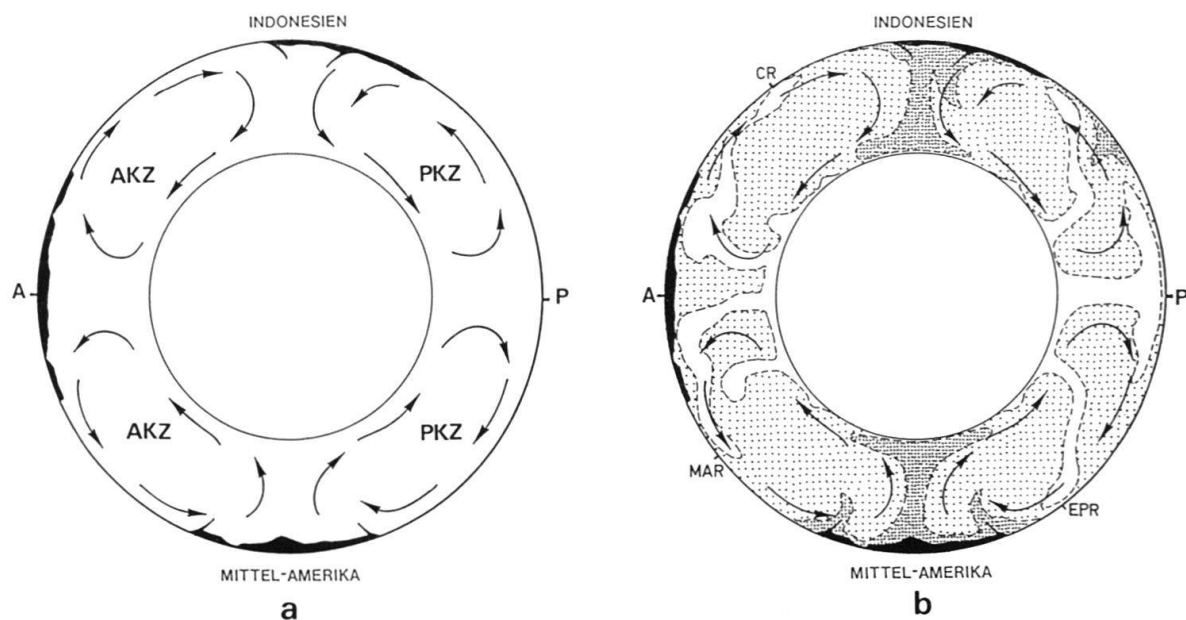 INDONESIEN
AKZ
PKZ
A
P
AKZ
PKZ
MITTEL-AMERIKA
a
INDONESIEN
CR
A
P
MAR
EPR
MITTEL-AMERIKA
b